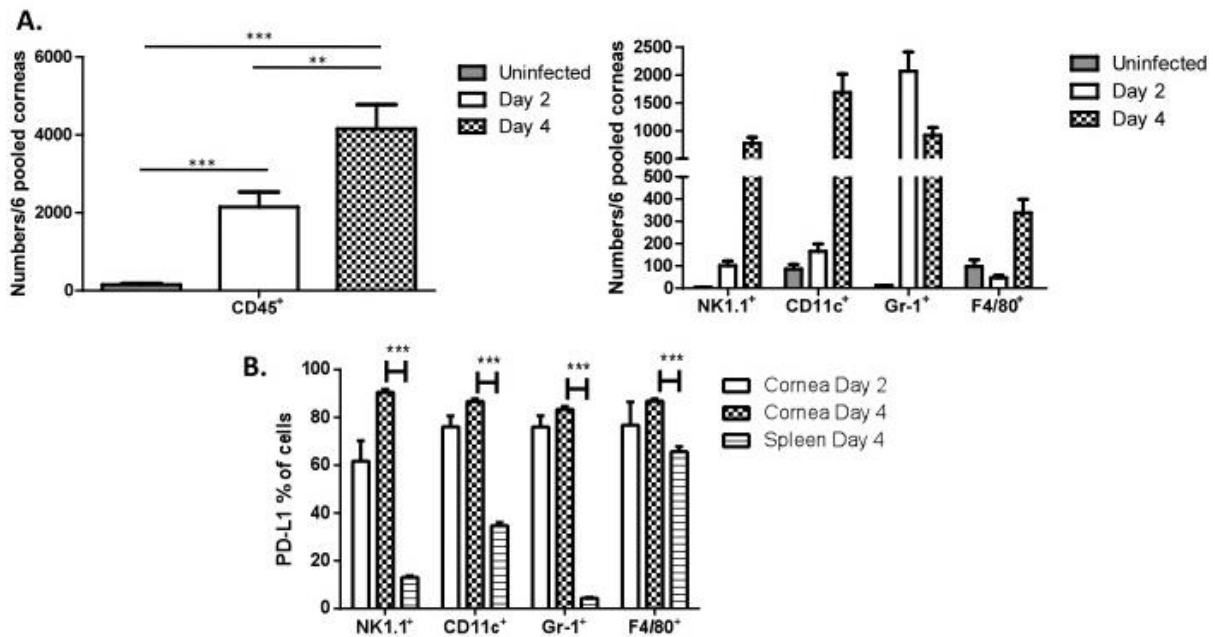 A.
Numbers/6 pooled corneas
6000
4000
2000
0
***
**
***
CD45⁺
Uninfected
Day 2
Day 4
Numbers/6 pooled corneas
2500
2000
1500
1000
500
500
400
300
200
100
0
NK1.1⁺ CD11c⁺ Gr-1⁺ F4/80⁺
Uninfected
Day 2
Day 4
B.
PD-L1 % of cells
100
80
60
40
20
0
*** *** *** ***
NK1.1⁺ CD11c⁺ Gr-1⁺ F4/80⁺
Cornea Day 2
Cornea Day 4
Spleen Day 4